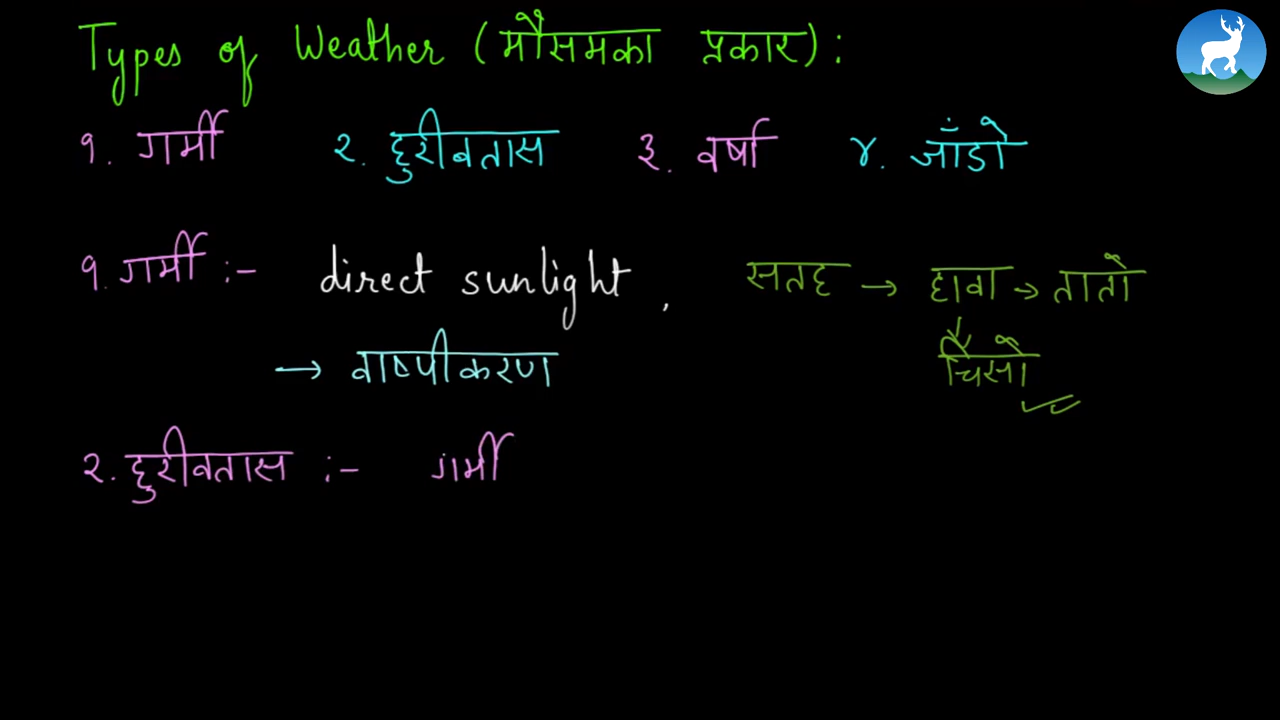 Types of Weather (मौसमका प्रकार) :
१. गर्मी २. हुरीबतास ३. वर्षा ४. जाँडो
१. गर्मी :- direct sunlight , सतह → हावा → तातो
→ वाष्पीकरण चिसो
२. हुरीवतास :- गर्मी